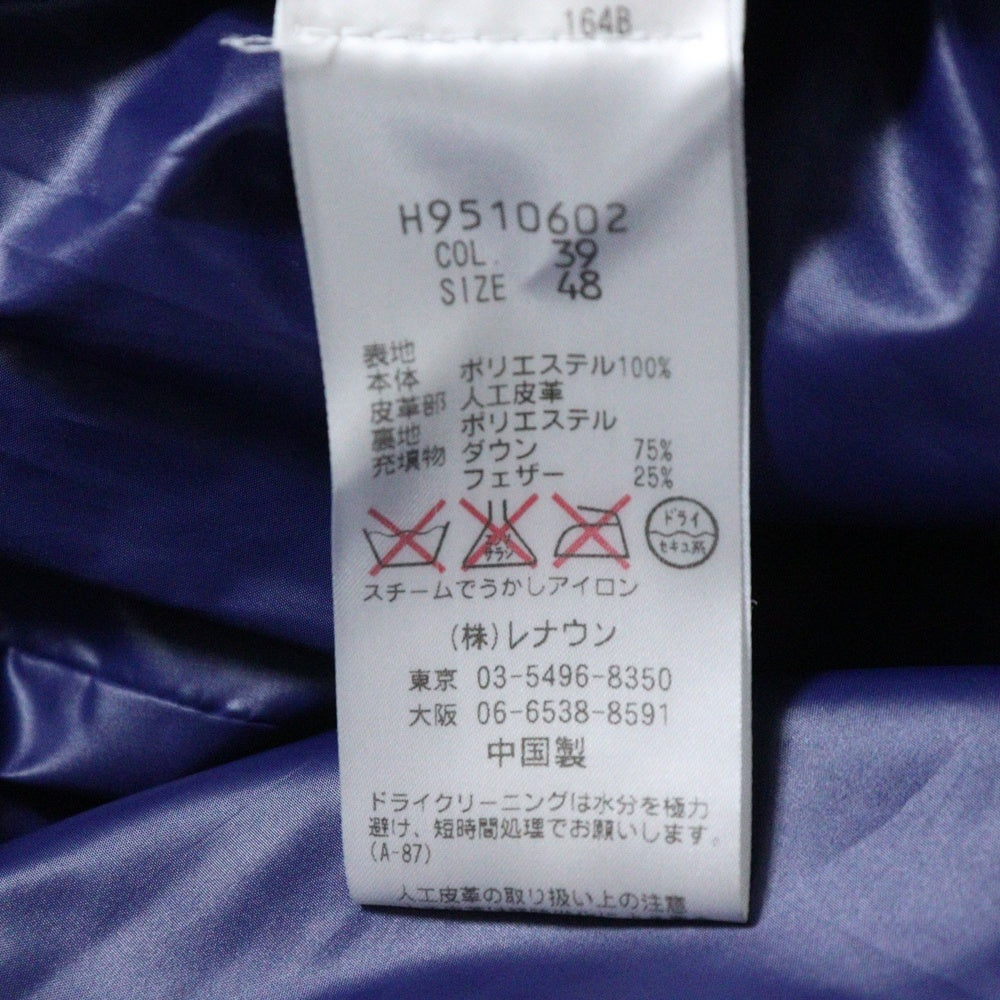 164B
H9510602
COL. 39
SIZE 48
表地
本体 ポリエステル100%
皮革部 人工皮革
裏地 ポリエステル
充填物 ダウン 75%
フェザー 25%
エンソ
サラシ
ドライ
セキユ系
スチームでうかしアイロン
(株)レナウン
東京 03-5496-8350
大阪 06-6538-8591
中国製
ドライクリーニングは水分を極力
避け、短時間処理でお願いします。
(A-87)
人工皮革の取り扱い上の注意